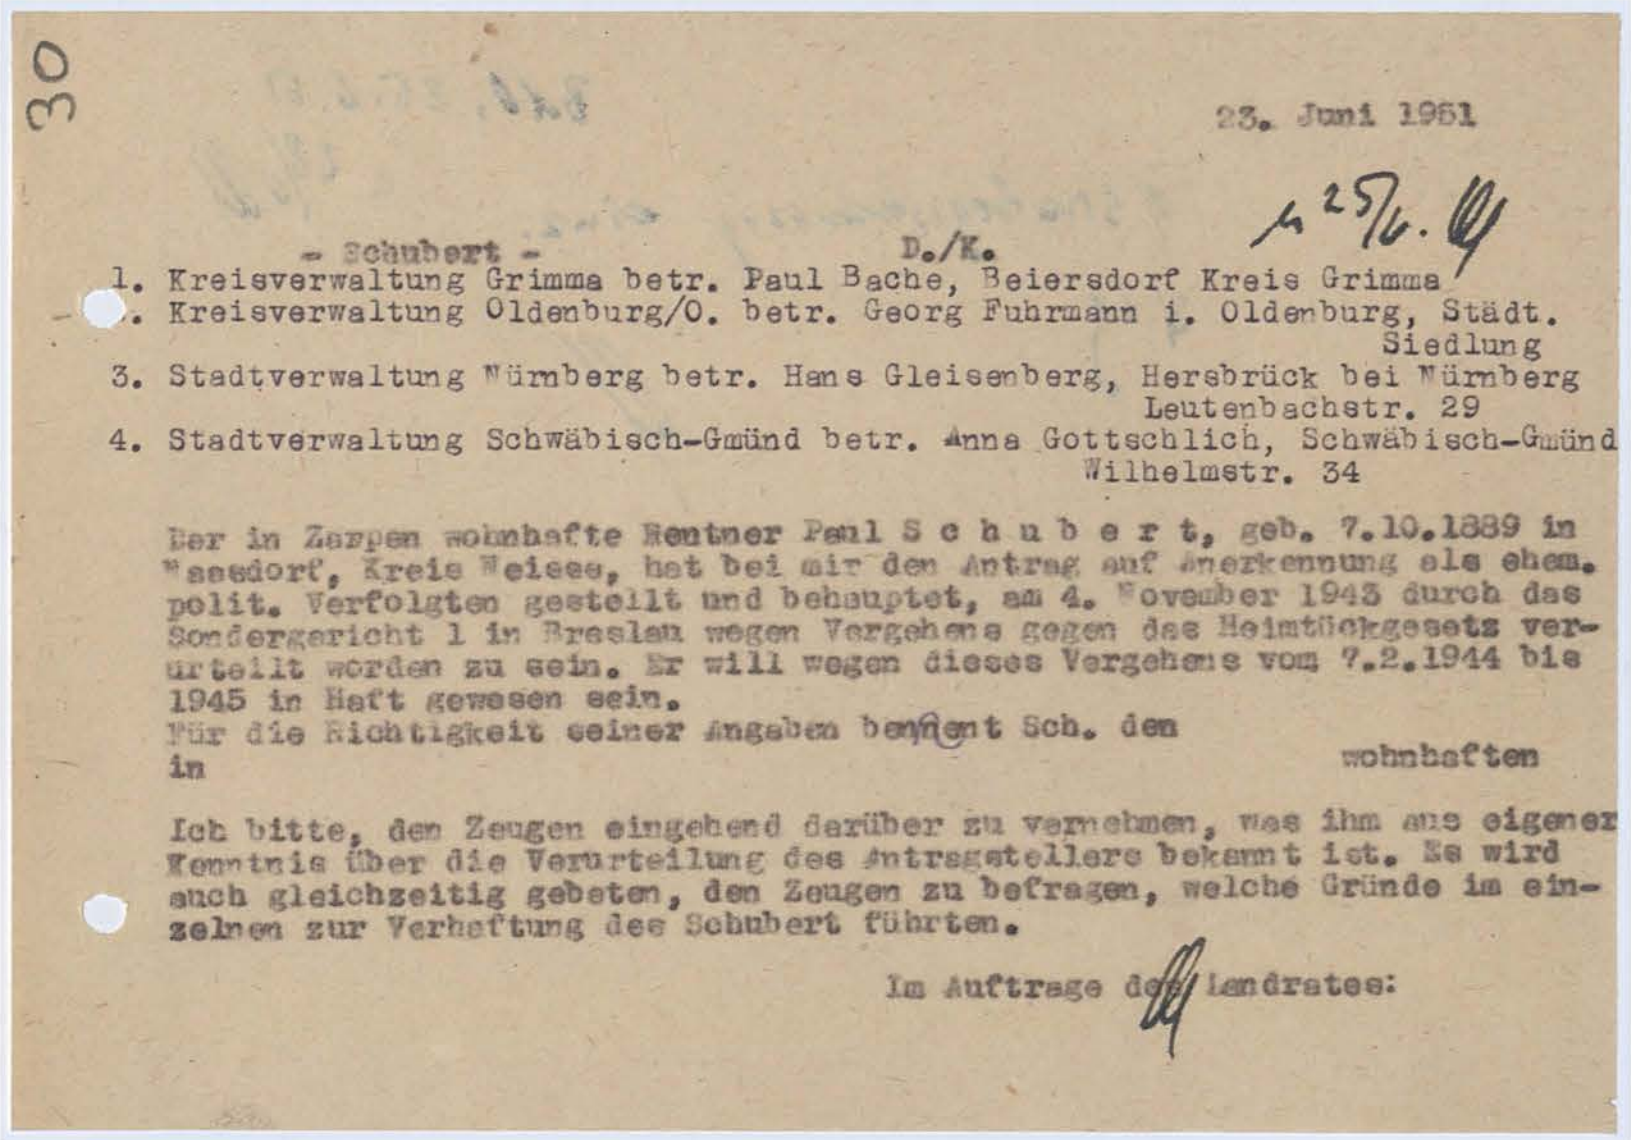 30
23. Juni 1951
25/6.
- Schubert - D./K.
1. Kreisverwaltung Grimma betr. Paul Bache, Beiersdorf Kreis Grimma
. Kreisverwaltung Oldenburg/O. betr. Georg Fuhrmann i. Oldenburg, Städt.
Siedlung
3. Stadtverwaltung Nürnberg betr. Hans Gleisenberg, Hersbrück bei Nürnberg
Leutenbachstr. 29
4. Stadtverwaltung Schwäbisch-Gmünd betr. Anna Gottschlich, Schwäbisch-Gmünd
Wilhelmstr. 34
Der in Zarpen wohnhafte Rentner Paul S c h u b e r t, geb. 7.10.1889 in
Kreis Neisse, hat bei mir den Antrag auf Anerkennung als ehem.
polit. Verfolgten gestellt und behauptet, am 4. November 1943 durch das
Sondergericht 1 in Breslau wegen Vergehens gegen das Heimtückgesetz ver-
urteilt worden zu sein. Er will wegen dieses Vergehens vom 7.2.1944 bis
1945 in Haft gewesen sein.
Für die Richtigkeit seiner Angaben bennent Sch. den
wohnhaften
in
Ich bitte, den Zeugen eingehend darüber zu vernehmen, was ihm aus eigener
Kenntnis über die Verurteilung des Antragstellers bekannt ist. Es wird
auch gleichzeitig gebeten, den Zeugen zu befragen, welche Gründe im ein-
zelnen zur Verhaftung des Schubert führten.
Im Auftrage des Landrates: